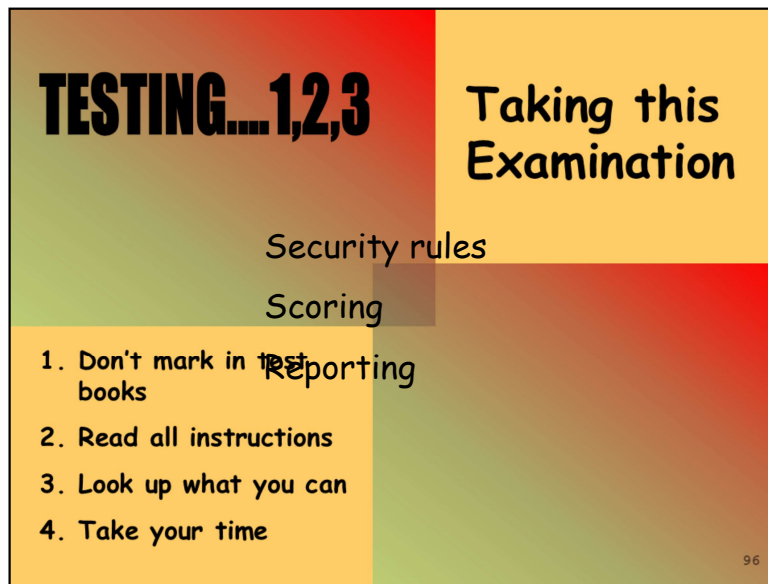 TESTING....1,2,3
Taking this
Examination
Security rules
Scoring
Reporting
1. Don't mark in test
books
2. Read all instructions
3. Look up what you can
4. Take your time
96